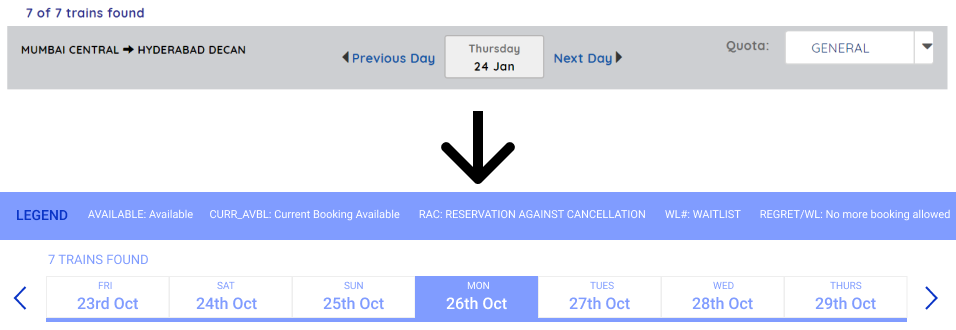 7 of 7 trains found
MUMBAI CENTRAL ➔ HYDERABAD DECAN
Previous Day
Thursday
24 Jan
Next Day
Quota:
GENERAL
LEGEND AVAILABLE: Available CURR_AVBL: Current Booking Available RAC: RESERVATION AGAINST CANCELLATION WL#: WAITLIST REGRET/WL: No more booking allowed
7 TRAINS FOUND
FRI SAT SUN MON TUES WED THURS
23rd Oct 24th Oct 25th Oct 26th Oct 27th Oct 28th Oct 29th Oct